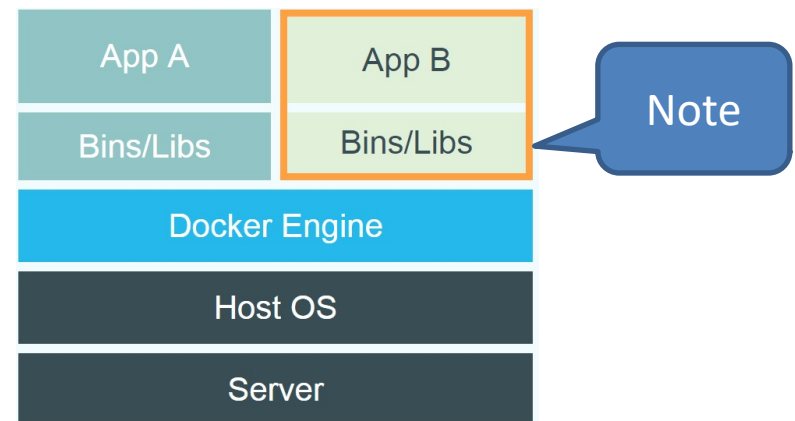 App A
App B
Note
Bins/Libs
Bins/Libs
Docker Engine
Host OS
Server